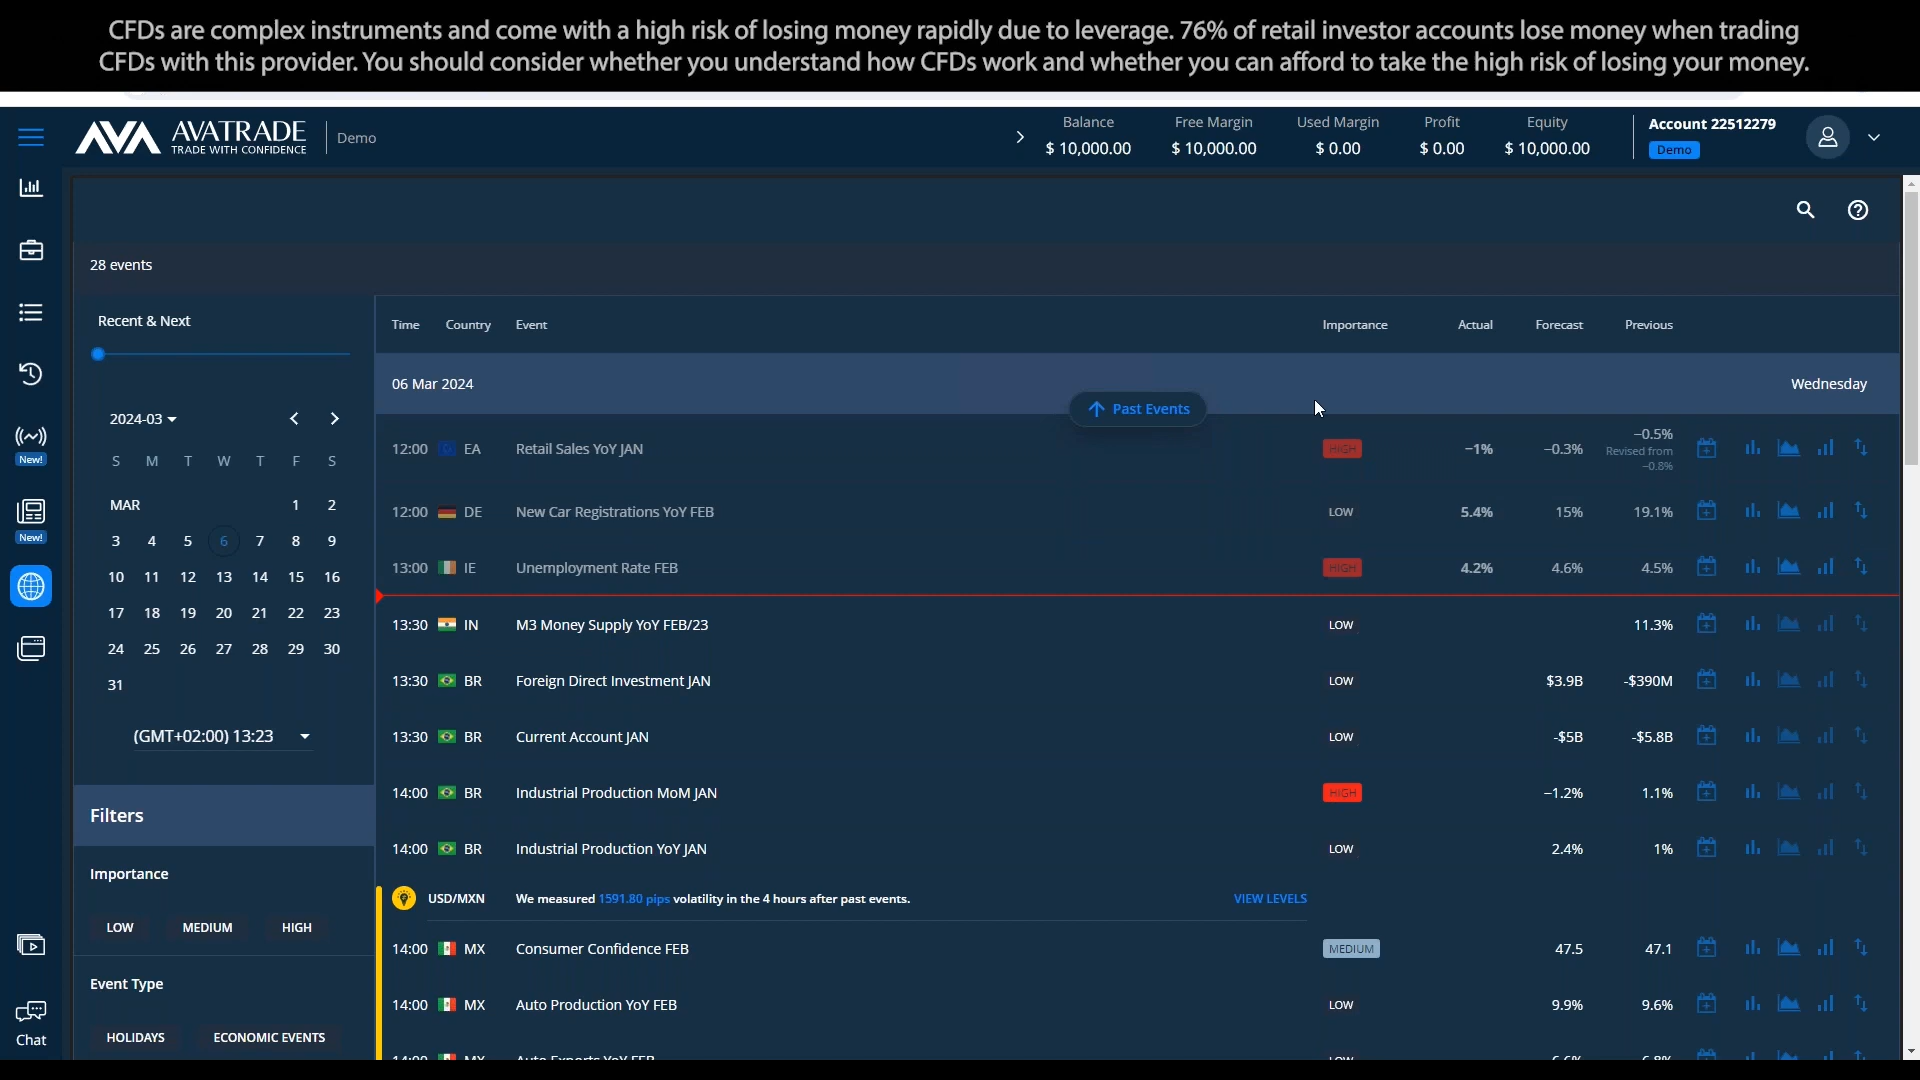 CFDs are complex instruments and come with a high risk of losing money rapidly due to leverage. 76% of retail investor accounts lose money when trading
CFDs with this provider. You should consider whether you understand how CFDs work and whether you can afford to take the high risk of losing your money.
AVATRADE
TRADE WITH CONFIDENCE
Demo
Balance Free Margin Used Margin Profit Equity
$ 10,000.00 $ 10,000.00 $ 0.00 $ 0.00 $ 10,000.00
Account 22512279
Demo
28 events
Recent & Next
2024-03
S M T W T F S
MAR 1 2
3 4 5 6 7 8 9
10 11 12 13 14 15 16
17 18 19 20 21 22 23
24 25 26 27 28 29 30
31
(GMT+02:00) 13:23
Filters
Importance
LOW MEDIUM HIGH
Event Type
HOLIDAYS ECONOMIC EVENTS
New!
New!
Chat
Time Country Event Importance Actual Forecast Previous
06 Mar 2024 Wednesday
Past Events
12:00 EA Retail Sales YoY JAN HIGH −1% −0.3% −0.5%
Revised from
−0.8%
12:00 DE New Car Registrations YoY FEB LOW 5.4% 15% 19.1%
13:00 IE Unemployment Rate FEB HIGH 4.2% 4.6% 4.5%
13:30 IN M3 Money Supply YoY FEB/23 LOW 11.3%
13:30 BR Foreign Direct Investment JAN LOW $3.9B -$390M
13:30 BR Current Account JAN LOW -$5B -$5.8B
14:00 BR Industrial Production MoM JAN HIGH −1.2% 1.1%
14:00 BR Industrial Production YoY JAN LOW 2.4% 1%
USD/MXN We measured 1591.80 pips volatility in the 4 hours after past events. VIEW LEVELS
14:00 MX Consumer Confidence FEB MEDIUM 47.5 47.1
14:00 MX Auto Production YoY FEB LOW 9.9% 9.6%
14:00 MX Auto Exports YoY FEB LOW